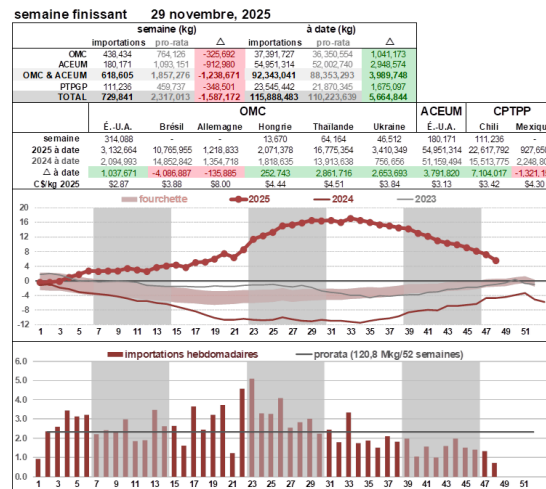 semaine finissant 29 novembre, 2025
semaine (kg) à date (kg)
importations pro-rata △ importations pro-rata △
OMC 438,434 764,126 -325,692 37,391,727 36,350,554 1,041,173
ACEUM 180,171 1,093,151 -912,980 54,951,314 52,002,740 2,948,574
OMC & ACEUM 618,605 1,857,276 -1,238,671 92,343,041 88,353,293 3,989,748
PTPGP 111,236 459,737 -348,501 23,545,442 21,870,345 1,675,097
TOTAL 729,841 2,317,013 -1,587,172 115,888,483 110,223,639 5,664,844
OMC ACEUM CPTPP
É.-U.A. Brésil Allemagne Hongrie Thaïlande Ukraine É.-U.A. Chili Mexiqu
semaine 314,088 - - 13,670 64,164 46,512 180,171 111,236 -
2025 à date 3,132,664 10,765,955 1,218,833 2,071,378 16,775,354 3,410,349 54,951,314 22,617,792 927,65
2024 à date 2,094,993 14,852,842 1,354,718 1,818,635 13,913,638 756,656 51,159,494 15,513,775 2,248,80
△ à date 1,037,671 -4,086,887 -135,885 252,743 2,861,716 2,653,693 3,791,820 7,104,017 -1,321,1
C$/kg 2025 $2.87 $3.88 $8.00 $4.44 $4.51 $3.84 $3.13 $3.42 $4.30
fourchette 2025 2024 2023
20
16
12
8
4
0
-4
-8
-12
1 3 5 7 9 11 13 15 17 19 21 23 25 27 29 31 33 35 37 39 41 43 45 47 49 51
importations hebdomadaires prorata (120,8 Mkg/52 semaines)
6.0
5.0
4.0
3.0
2.0
1.0
0.0
1 3 5 7 9 11 13 15 17 19 21 23 25 27 29 31 33 35 37 39 41 43 45 47 49 51